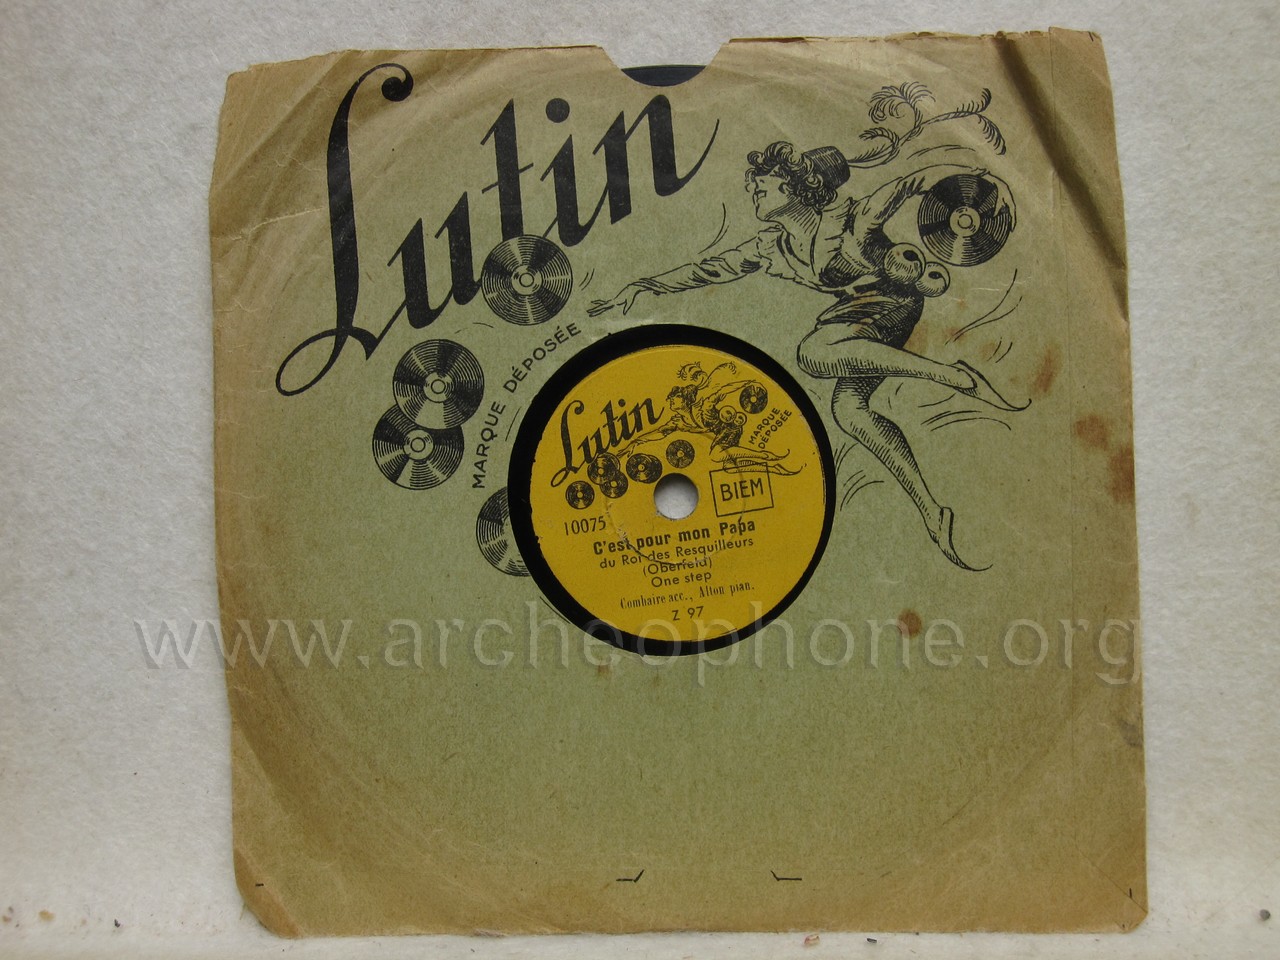 Lutin
MARQUE DÉPOSÉE
Lutin
MARQUE
DÉPOSÉE
BIEM
10075
C'est pour mon Papa
du Roi des Resquilleurs
(Oberfeld)
One step
Combaire acc., Alton pian.
Z 97
www.archeophone.org